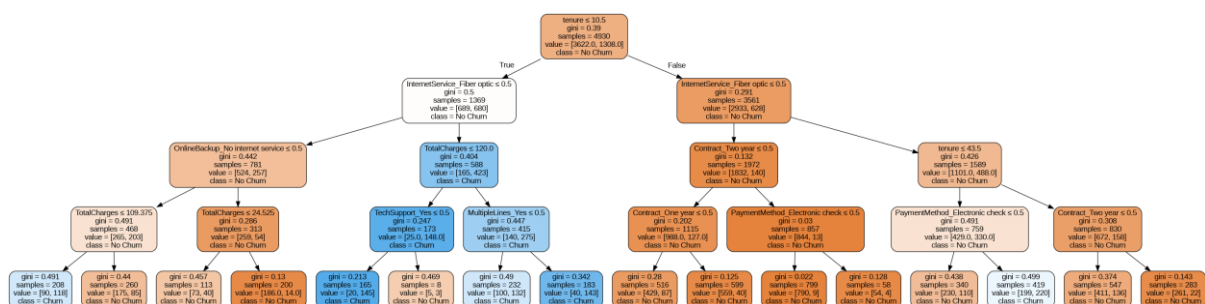 tenure ≤ 10.5
gini = 0.39
samples = 4930
value = [3622.0, 1308.0]
class = No Churn
True
False
InternetService_Fiber optic ≤ 0.5
gini = 0.5
samples = 1369
value = [689, 680]
class = No Churn
InternetService_Fiber optic ≤ 0.5
gini = 0.291
samples = 3561
value = [2933, 628]
class = No Churn
OnlineBackup_No internet service ≤ 0.5
gini = 0.442
samples = 781
value = [524, 257]
class = No Churn
TotalCharges ≤ 120.0
gini = 0.404
samples = 588
value = [165, 423]
class = Churn
Contract_Two year ≤ 0.5
gini = 0.132
samples = 1972
value = [1832, 140]
class = No Churn
tenure ≤ 43.5
gini = 0.426
samples = 1589
value = [1101.0, 488.0]
class = No Churn
TotalCharges ≤ 109.375
gini = 0.491
samples = 468
value = [265, 203]
class = No Churn
TotalCharges ≤ 24.525
gini = 0.286
samples = 313
value = [259, 54]
class = No Churn
TechSupport_Yes ≤ 0.5
gini = 0.247
samples = 173
value = [25.0, 148.0]
class = Churn
MultipleLines_Yes ≤ 0.5
gini = 0.447
samples = 415
value = [140, 275]
class = Churn
Contract_One year ≤ 0.5
gini = 0.202
samples = 1115
value = [988.0, 127.0]
class = No Churn
PaymentMethod_Electronic check ≤ 0.5
gini = 0.03
samples = 857
value = [844, 13]
class = No Churn
PaymentMethod_Electronic check ≤ 0.5
gini = 0.491
samples = 759
value = [429.0, 330.0]
class = No Churn
Contract_Two year ≤ 0.5
gini = 0.308
samples = 830
value = [672, 158]
class = No Churn
gini = 0.491
samples = 208
value = [90, 118]
class = Churn
gini = 0.44
samples = 260
value = [175, 85]
class = No Churn
gini = 0.457
samples = 113
value = [73, 40]
class = No Churn
gini = 0.13
samples = 200
value = [186.0, 14.0]
class = No Churn
gini = 0.213
samples = 165
value = [20, 145]
class = Churn
gini = 0.469
samples = 8
value = [5, 3]
class = No Churn
gini = 0.49
samples = 232
value = [100, 132]
class = Churn
gini = 0.342
samples = 183
value = [40, 143]
class = Churn
gini = 0.28
samples = 516
value = [429, 87]
class = No Churn
gini = 0.125
samples = 599
value = [559, 40]
class = No Churn
gini = 0.022
samples = 799
value = [790, 9]
class = No Churn
gini = 0.128
samples = 58
value = [54, 4]
class = No Churn
gini = 0.438
samples = 340
value = [230, 110]
class = No Churn
gini = 0.499
samples = 419
value = [199, 220]
class = Churn
gini = 0.374
samples = 547
value = [411, 136]
class = No Churn
gini = 0.143
samples = 283
value = [261, 22]
class = No Churn